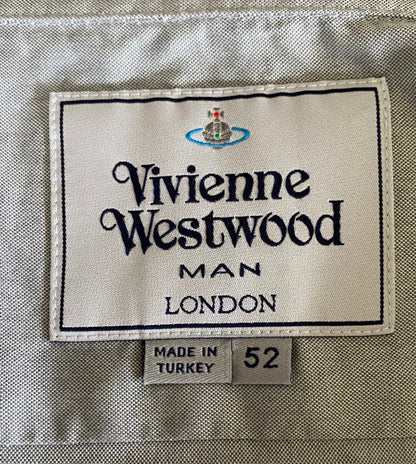 Vivienne
Westwood
MAN
LONDON
MADE IN
TURKEY
52